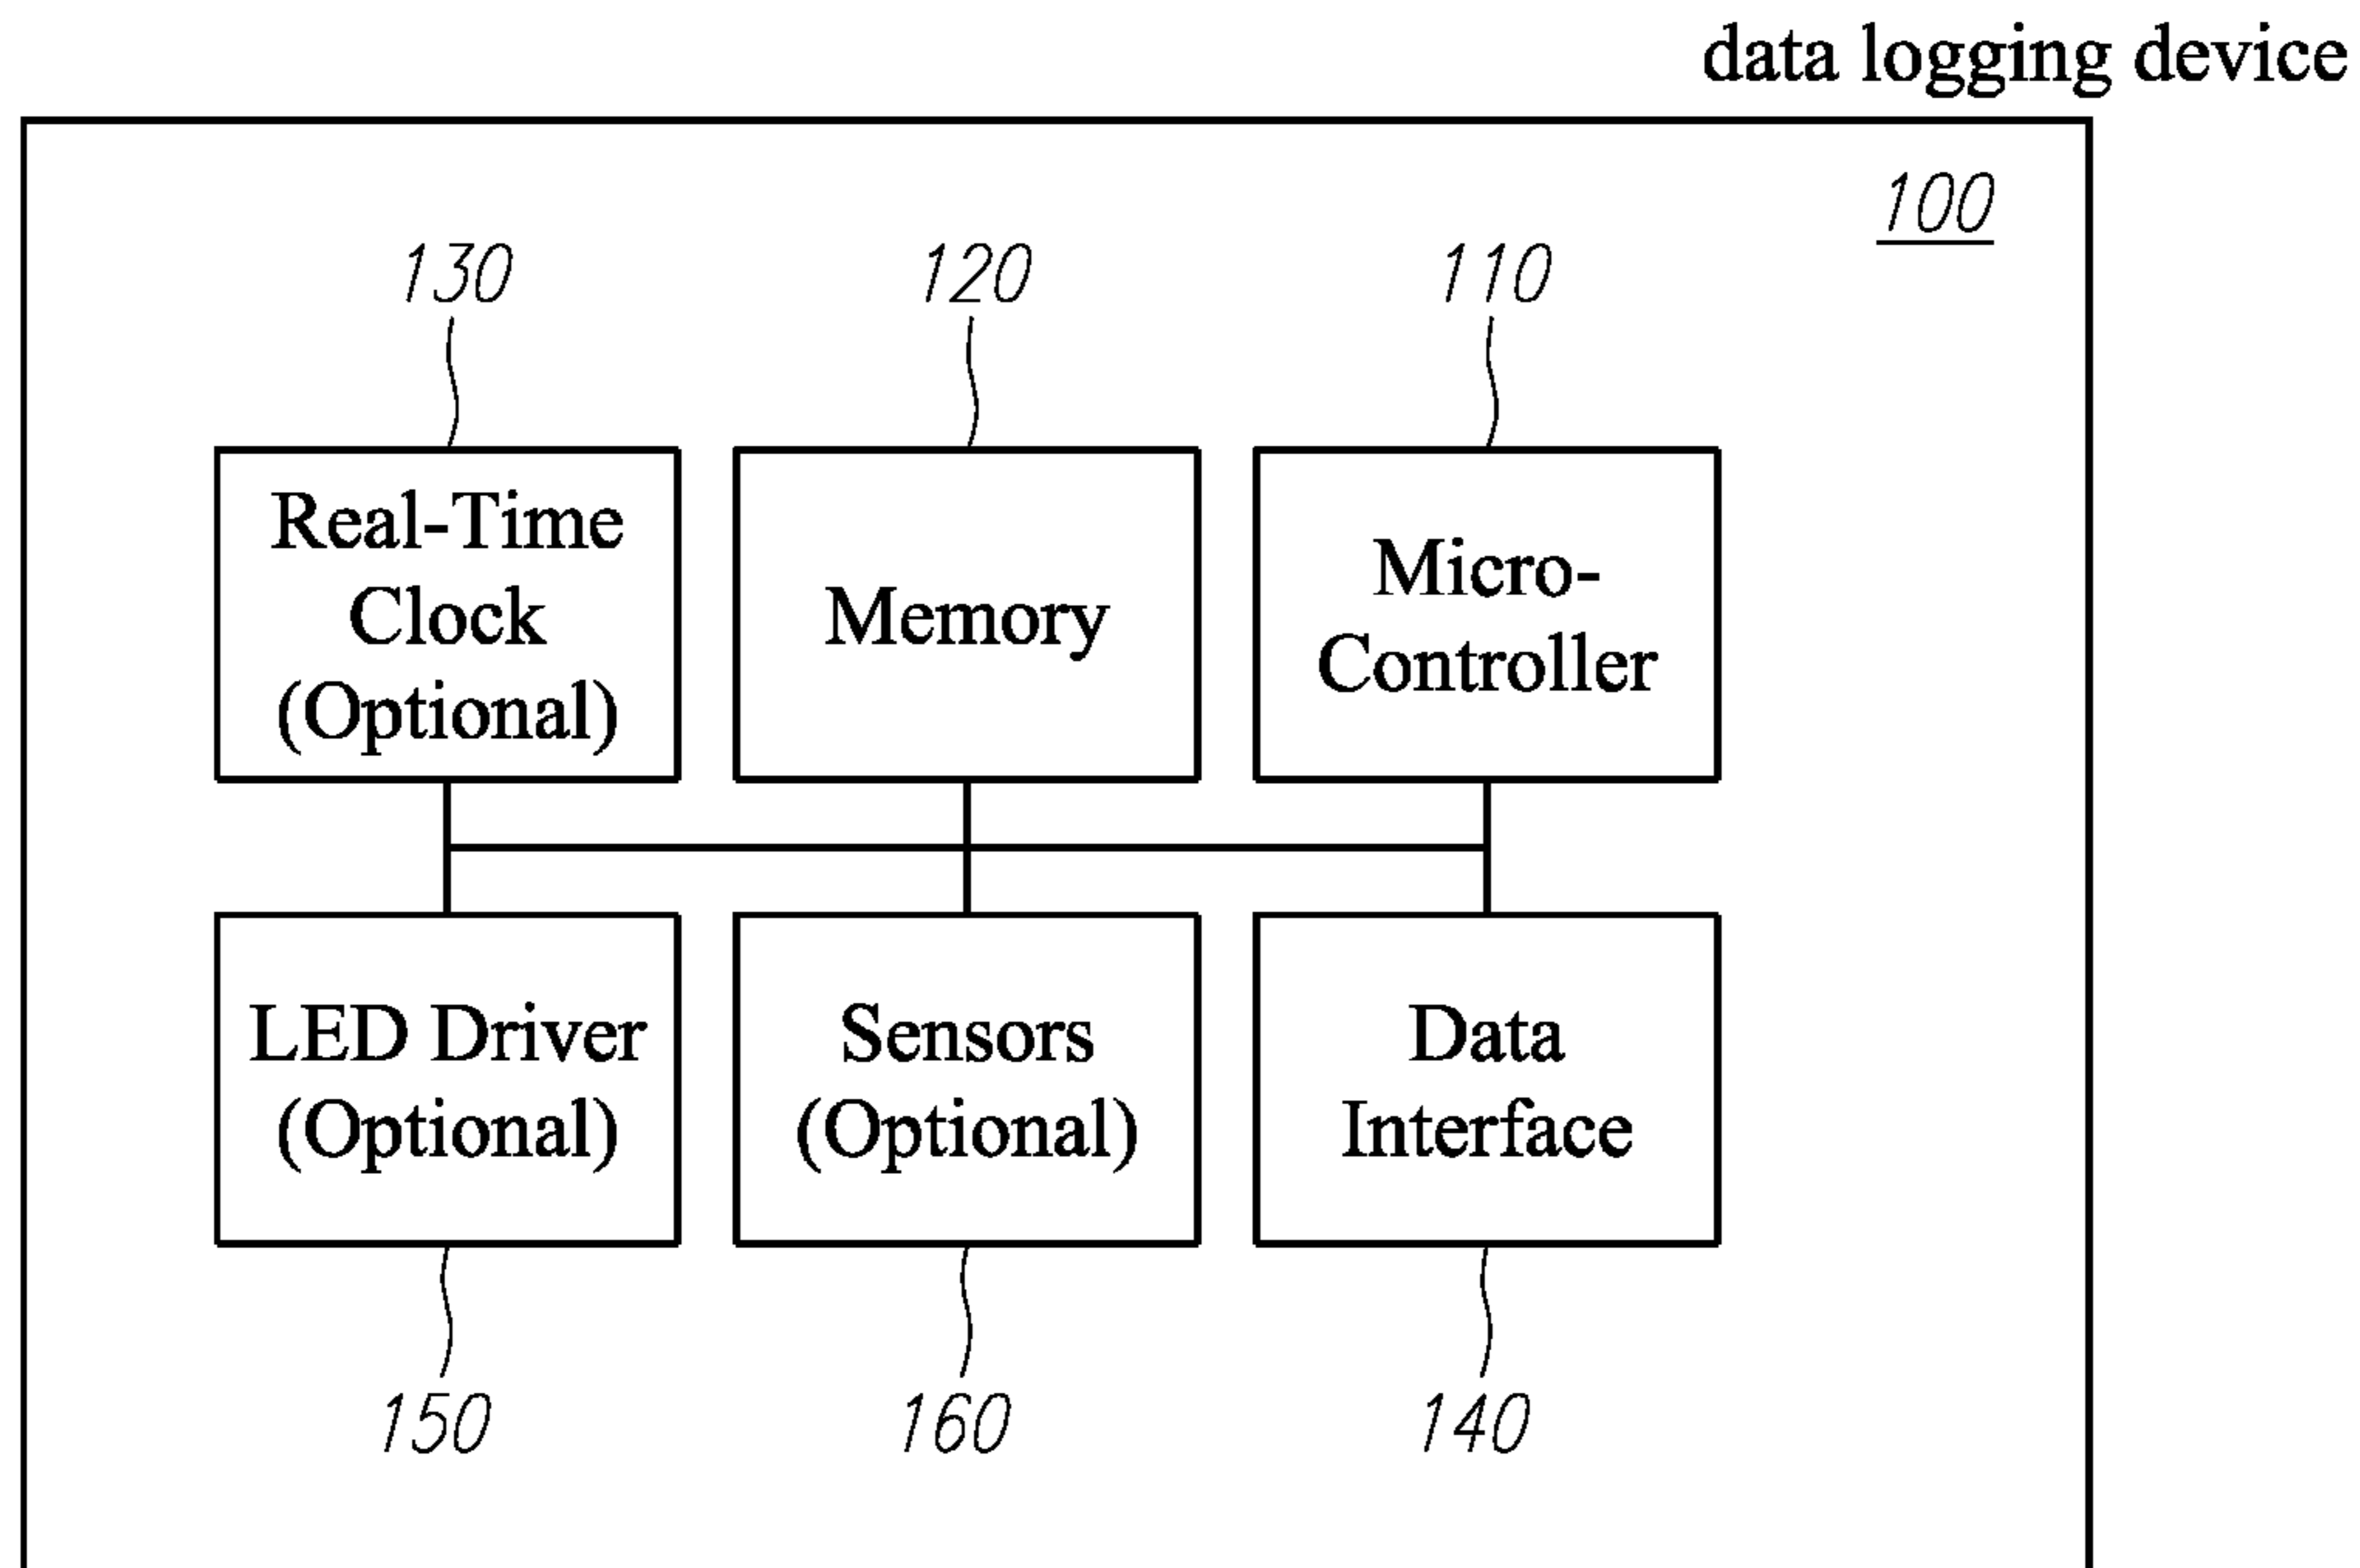 data logging device
100
130
120
110
Real-Time
Clock
(Optional)
Memory
Micro-
Controller
LED Driver
(Optional)
Sensors
(Optional)
Data
Interface
150
160
140